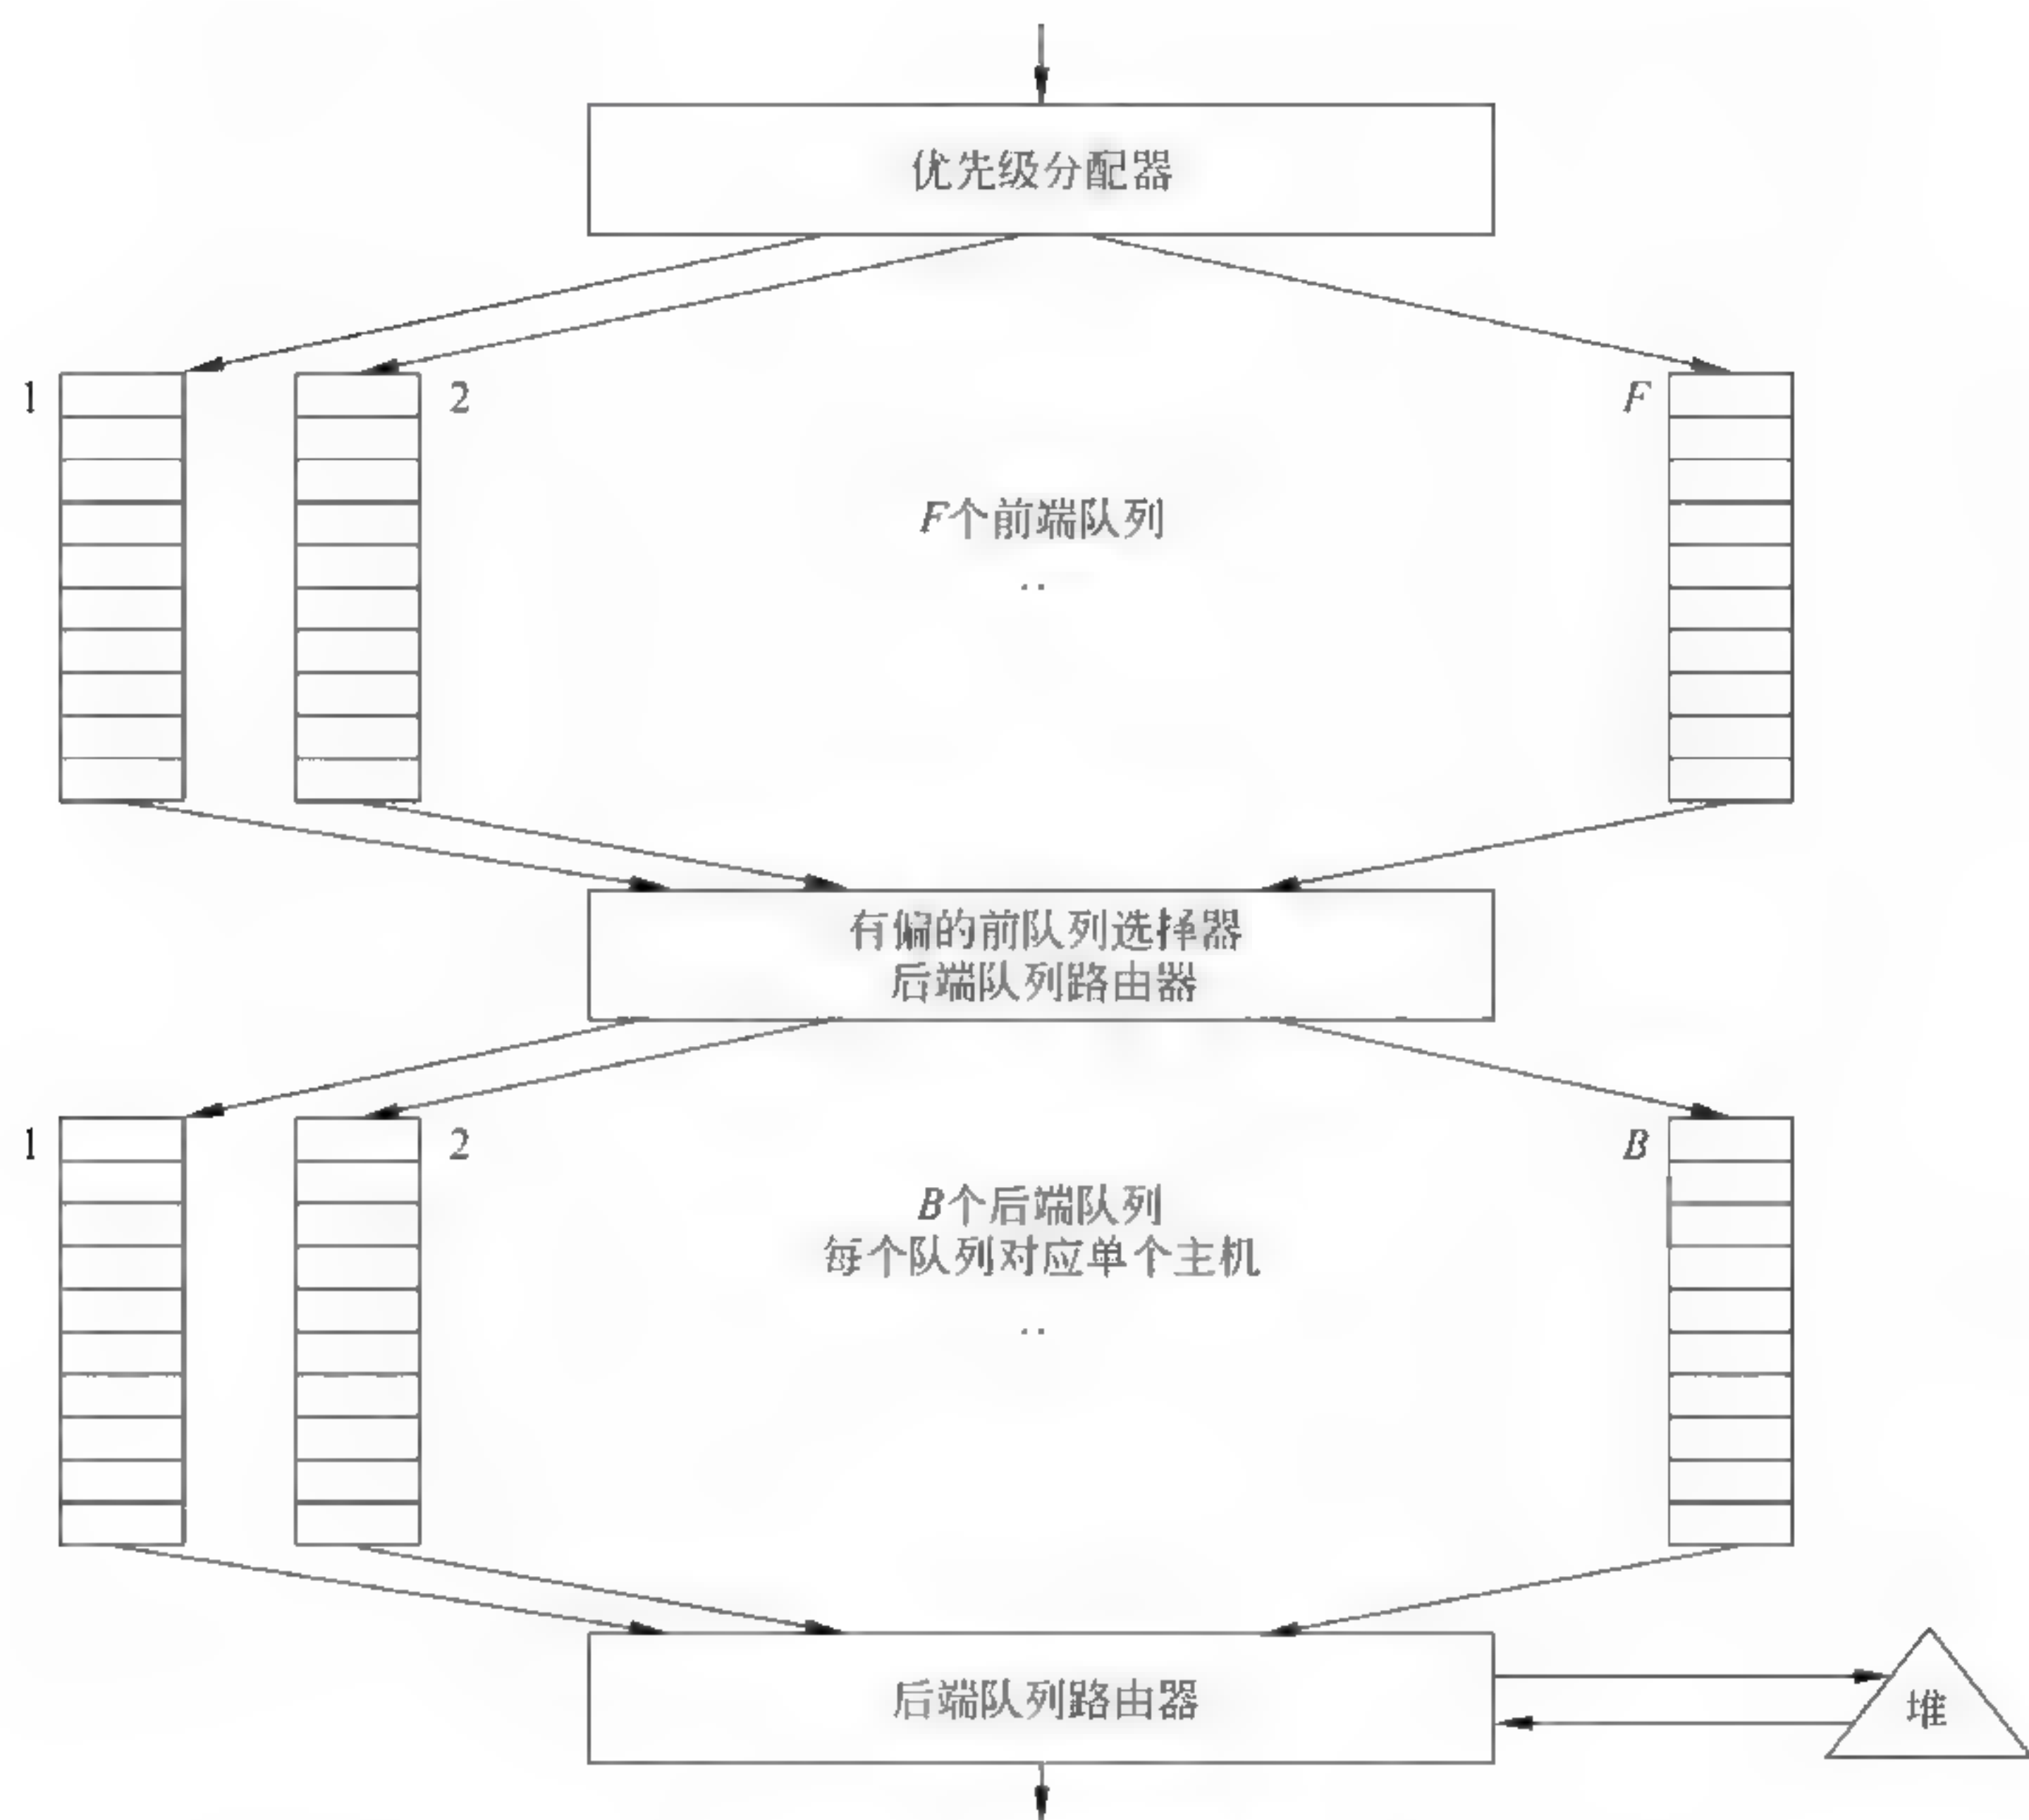 优先级分配器
1
2
F
F个前端队列
..
有偏的前队列选择器
后端队列路由器
1
2
B
B个后端队列
每个队列对应单个主机
..
后端队列路由器
堆